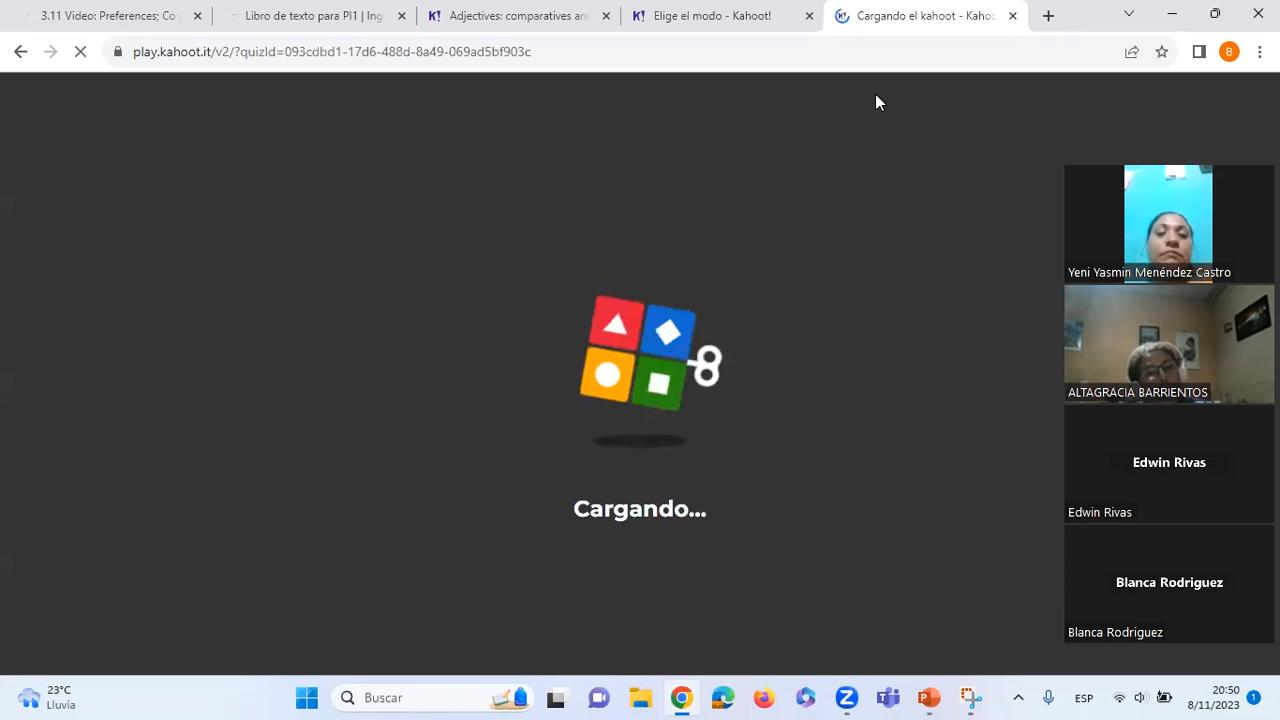 3.11 Video: Preferences; Co
Libro de texto para PI1 | Ing
Adjectives: comparatives an
Elige el modo - Kahoot!
Cargando el kahoot - Kahoo
play.kahoot.it/v2/?quizId=093cdbd1-17d6-488d-8a49-069ad5bf903c
B
Yeni Yasmin Menéndez Castro
ALTAGRACIA BARRIENTOS
Edwin Rivas
Edwin Rivas
Blanca Rodriguez
Blanca Rodriguez
Cargando...
23°C
Lluvia
Buscar
ESP
20:50
8/11/2023
1